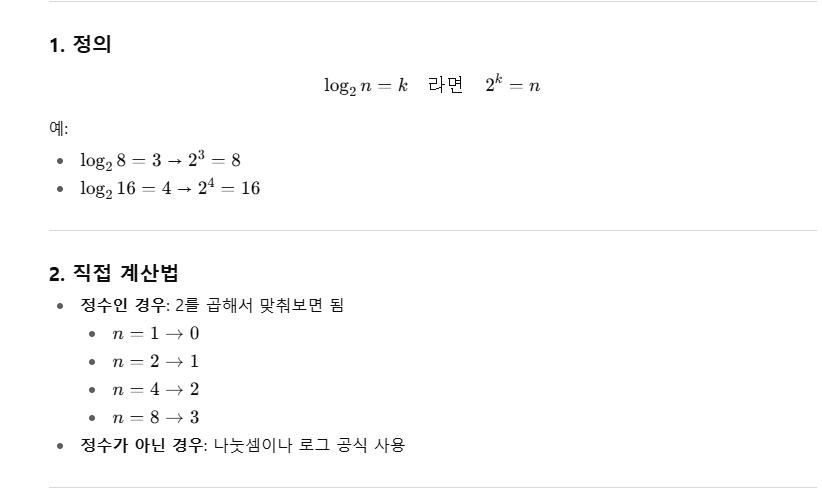 1. 정의
log₂ n = k 라면 2ᵏ = n
예:
• log₂ 8 = 3 → 2³ = 8
• log₂ 16 = 4 → 2⁴ = 16
2. 직접 계산법
• 정수인 경우: 2를 곱해서 맞춰보면 됨
• n = 1 → 0
• n = 2 → 1
• n = 4 → 2
• n = 8 → 3
• 정수가 아닌 경우: 나눗셈이나 로그 공식 사용